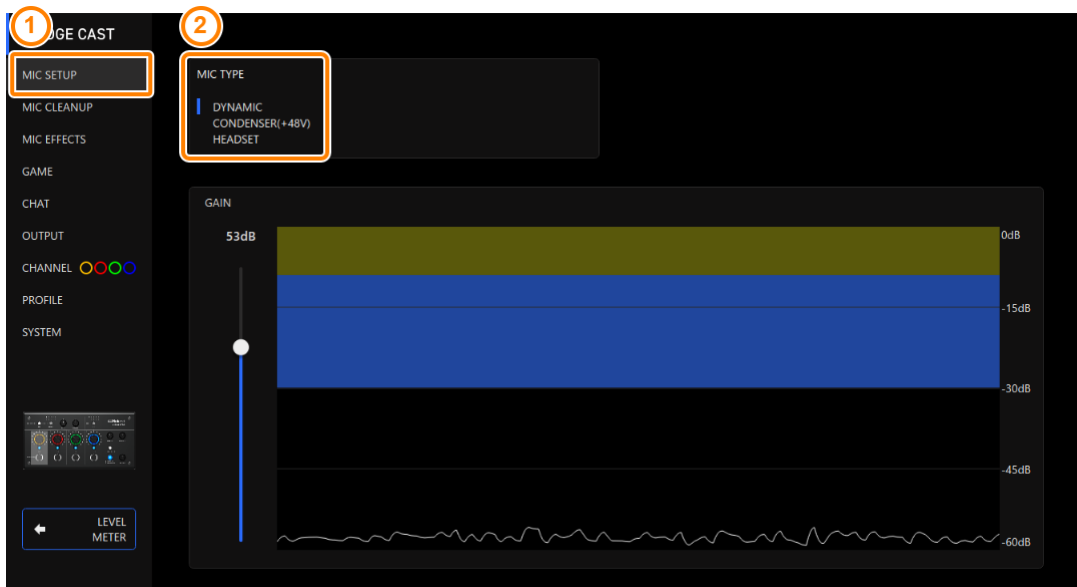 1
2
GE CAST
MIC SETUP
MIC CLEANUP
MIC EFFECTS
GAME
CHAT
OUTPUT
CHANNEL
PROFILE
SYSTEM
LEVEL
METER
MIC TYPE
DYNAMIC
CONDENSER(+48V)
HEADSET
GAIN
53dB
0dB
-15dB
-30dB
-45dB
-60dB